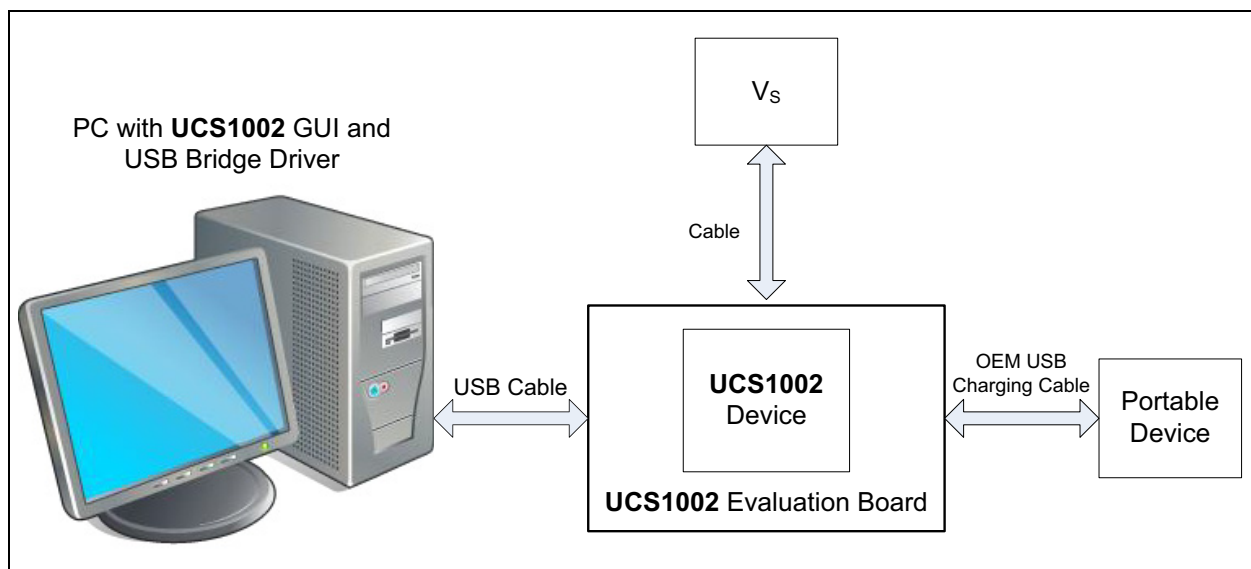 PC with UCS1002 GUI and
USB Bridge Driver
VS
Cable
USB Cable
UCS1002
Device
UCS1002 Evaluation Board
OEM USB
Charging Cable
Portable
Device